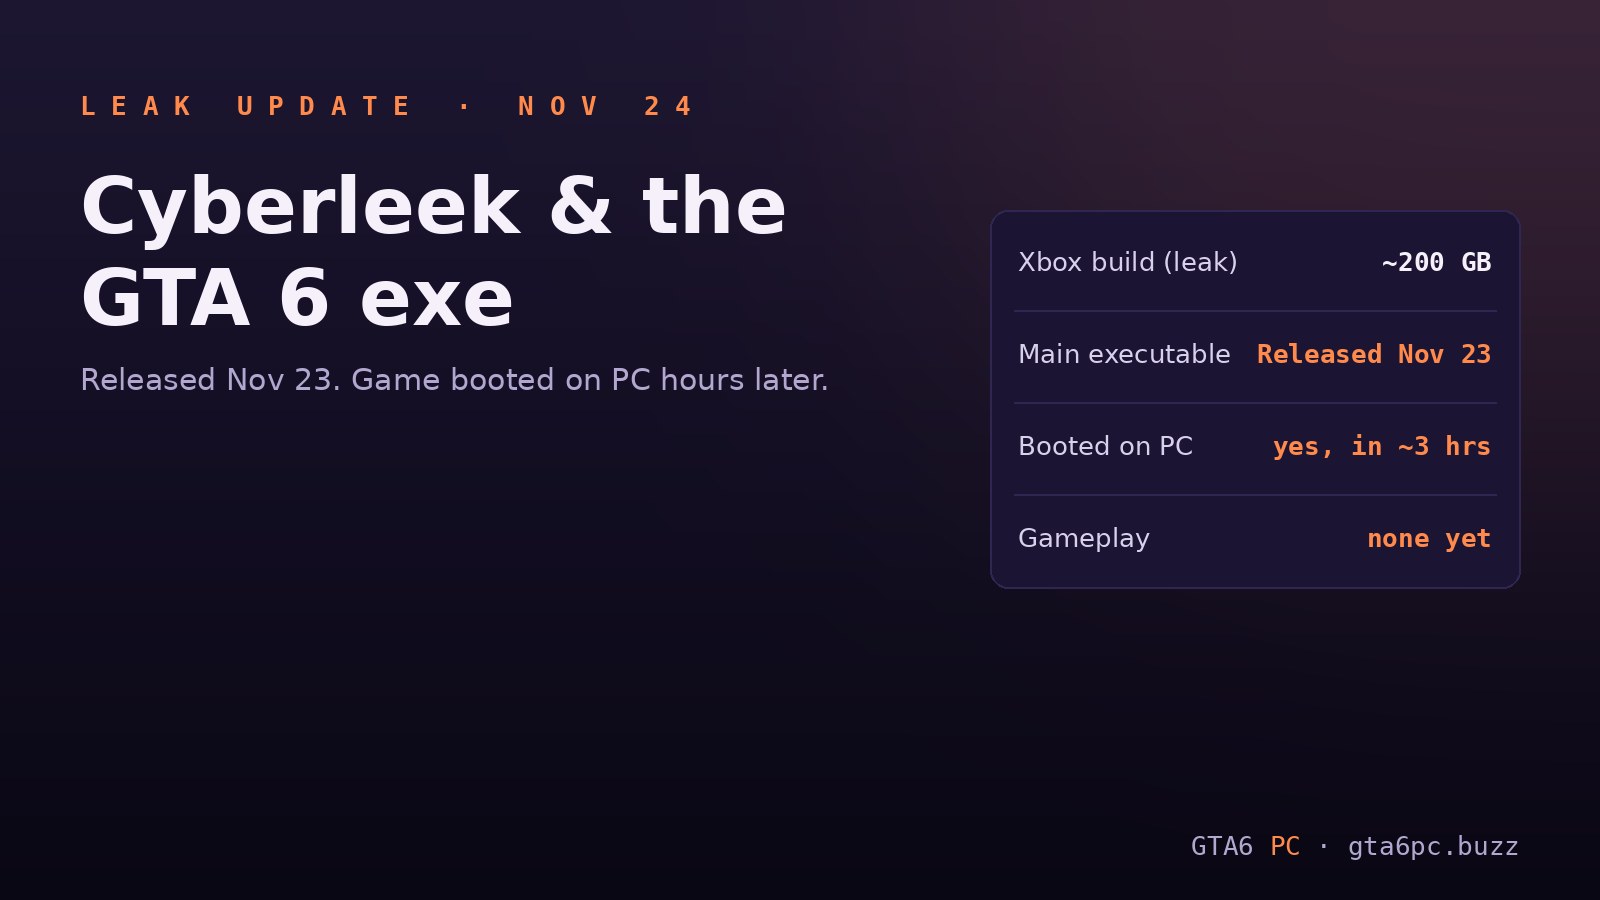 LEAK UPDATE · NOV 24
Cyberleek & the
GTA 6 exe
Released Nov 23. Game booted on PC hours later.
Xbox build (leak) ~200 GB
Main executable Released Nov 23
Booted on PC yes, in ~3 hrs
Gameplay none yet
GTA6 PC · gta6pc.buzz